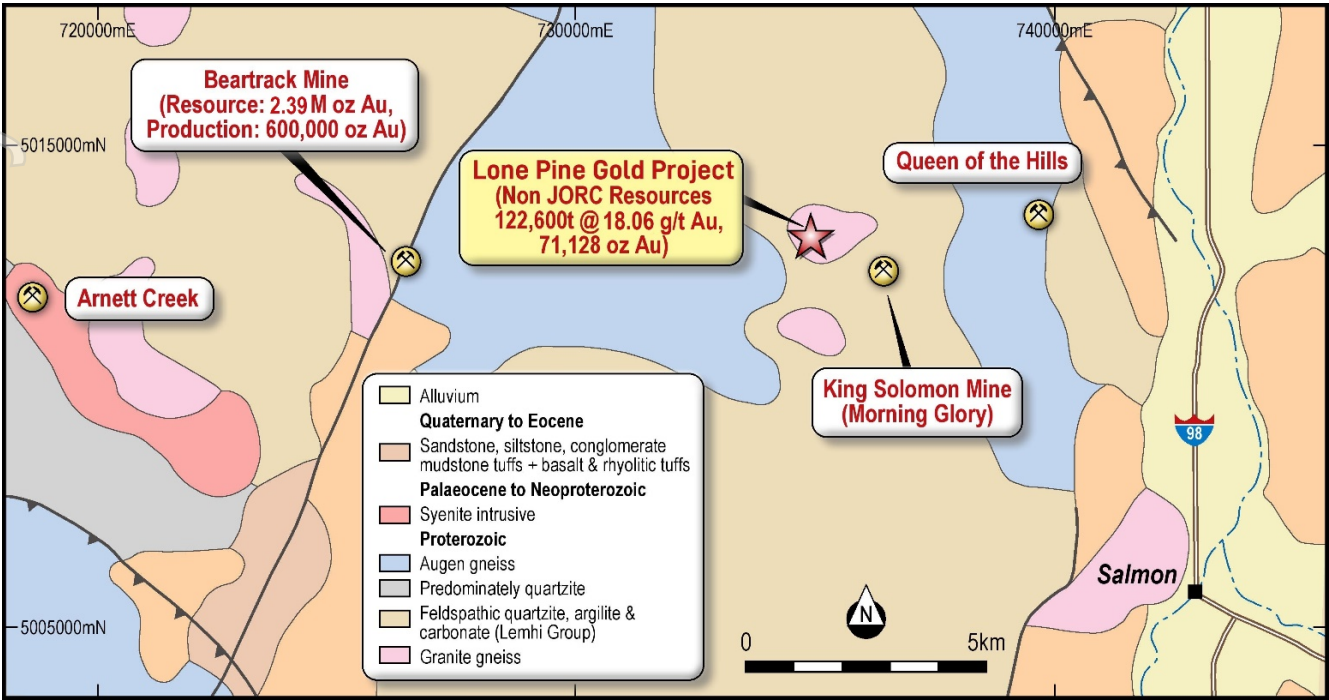 720000mE
730000mE
740000mE
Beartrack Mine
(Resource: 2.39 M oz Au,
Production: 600,000 oz Au)
5015000mN
Lone Pine Gold Project
(Non JORC Resources
122,600t @ 18.06 g/t Au,
71,128 oz Au)
Queen of the Hills
Arnett Creek
King Solomon Mine
(Morning Glory)
98
Alluvium
Quaternary to Eocene
Sandstone, siltstone, conglomerate
mudstone tuffs + basalt & rhyolitic tuffs
Palaeocene to Neoproterozoic
Syenite intrusive
Proterozoic
Augen gneiss
Predominately quartzite
Feldspathic quartzite, argilite &
carbonate (Lemhi Group)
Granite gneiss
Salmon
5005000mN
N
0
5km